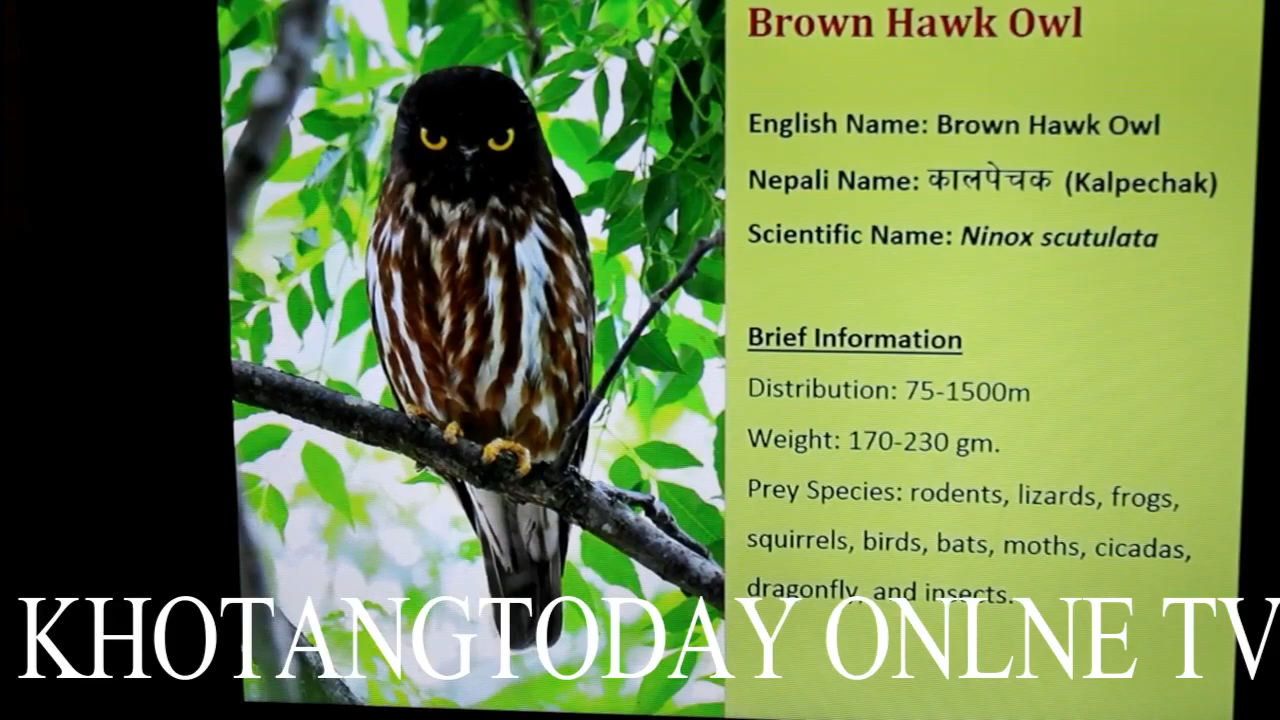 Brown Hawk Owl
English Name: Brown Hawk Owl
Nepali Name: कालपेचक (Kalpechak)
Scientific Name: Ninox scutulata
Brief Information
Distribution: 75-1500m
Weight: 170-230 gm.
Prey Species: rodents, lizards, frogs,
squirrels, birds, bats, moths, cicadas,
dragonfly, and insects.
KHOTANGTODAY ONLNE TV